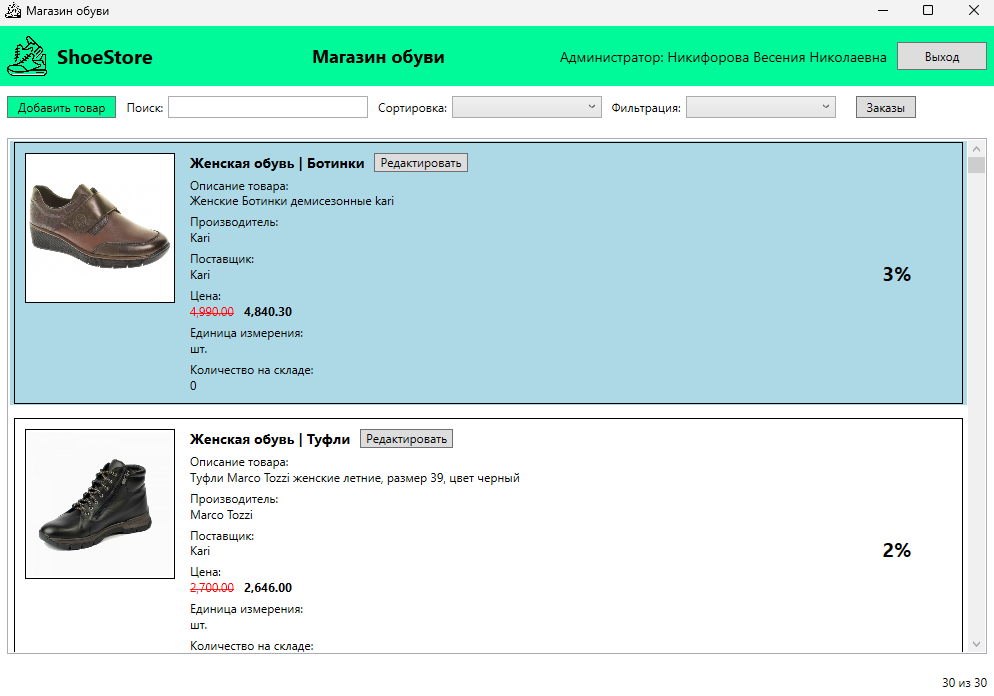 Магазин обуви
ShoeStore
Магазин обуви
Администратор: Никифорова Весения Николаевна
Выход
Добавить товар
Поиск:
Сортировка:
Фильтрация:
Заказы
Женская обувь | Ботинки
Редактировать
Описание товара:
Женские Ботинки демисезонные kari
Производитель:
Kari
Поставщик:
Kari
3%
Цена:
4,990.00 4,840.30
Единица измерения:
шт.
Количество на складе:
0
Женская обувь | Туфли
Редактировать
Описание товара:
Туфли Marco Tozzi женские летние, размер 39, цвет черный
Производитель:
Marco Tozzi
Поставщик:
Kari
2%
Цена:
2,700.00 2,646.00
Единица измерения:
шт.
Количество на складе:
30 из 30